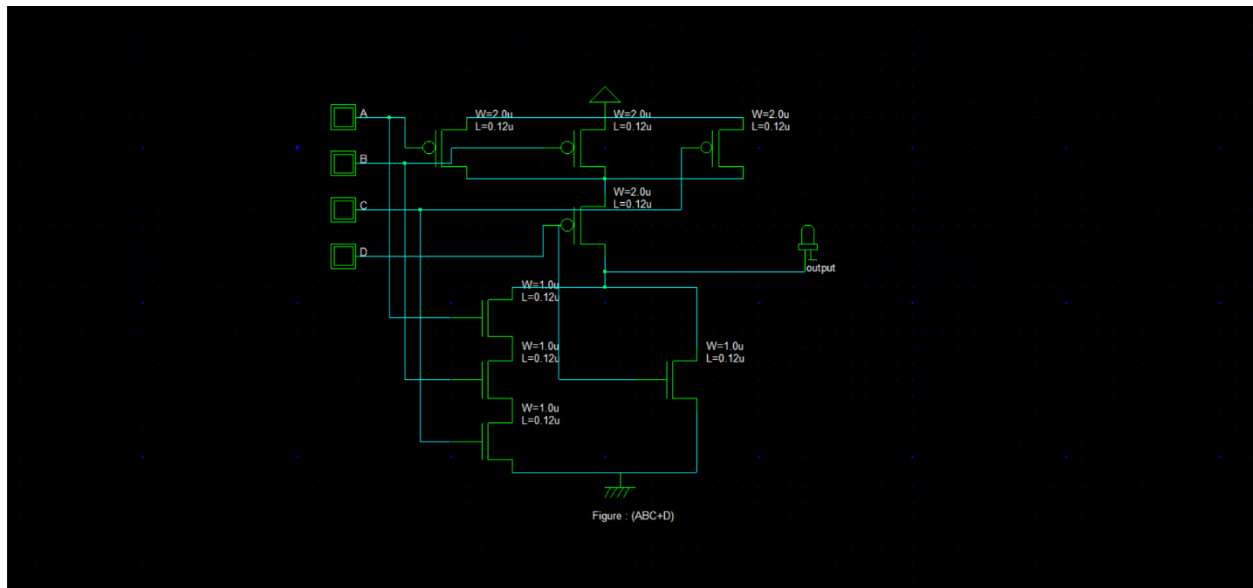 A
B
C
D
W=2.0u
L=0.12u
W=2.0u
L=0.12u
W=2.0u
L=0.12u
W=2.0u
L=0.12u
output
W=1.0u
L=0.12u
W=1.0u
L=0.12u
W=1.0u
L=0.12u
W=1.0u
L=0.12u
Figure : (ABC+D)